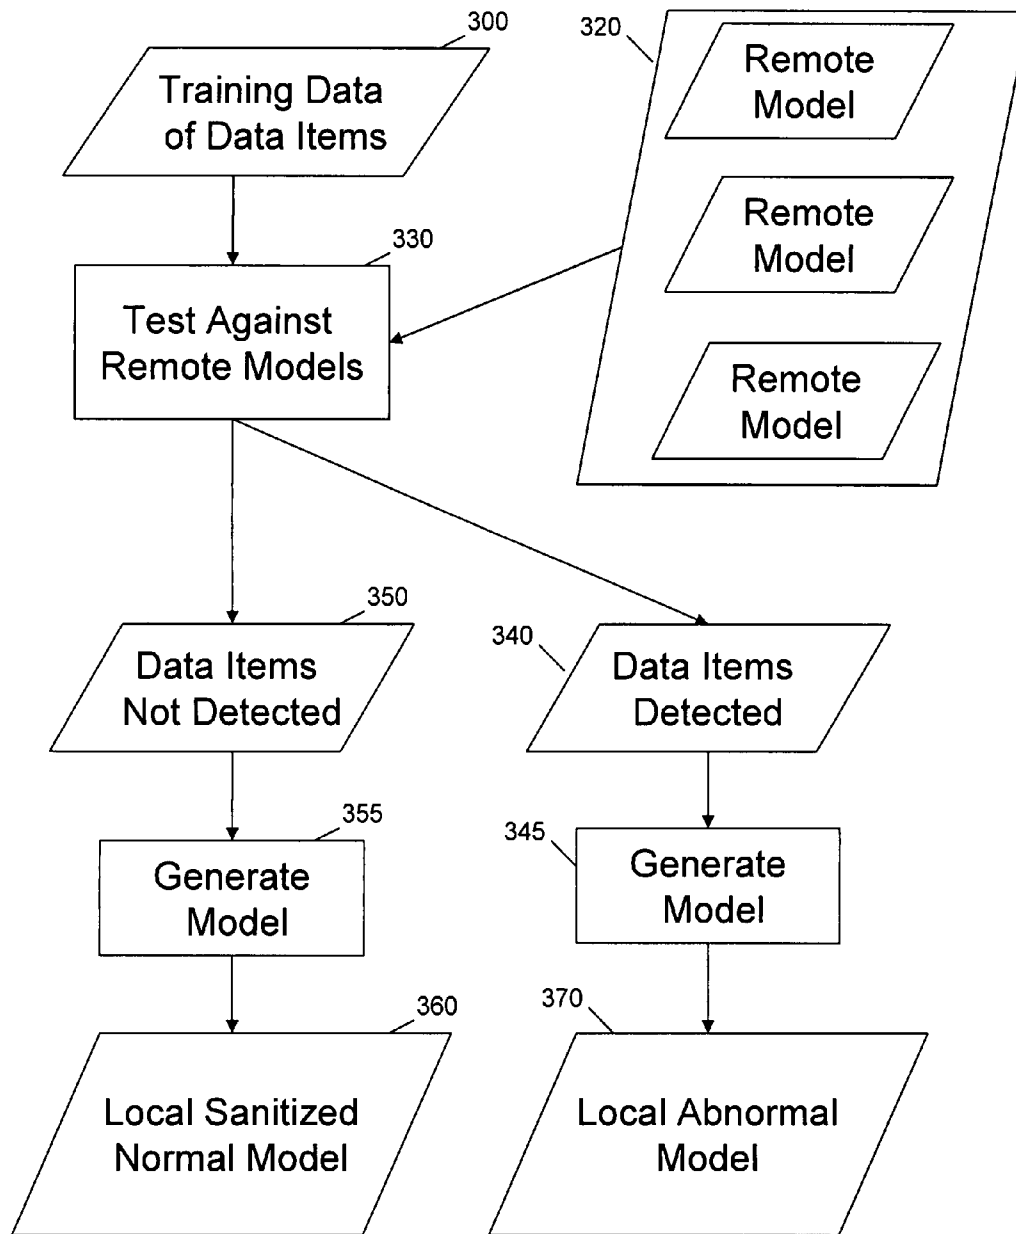 300
Training Data
of Data Items
320
Remote
Model
Remote
Model
Remote
Model
330
Test Against
Remote Models
350
Data Items
Not Detected
340
Data Items
Detected
355
Generate
Model
345
Generate
Model
360
Local Sanitized
Normal Model
370
Local Abnormal
Model